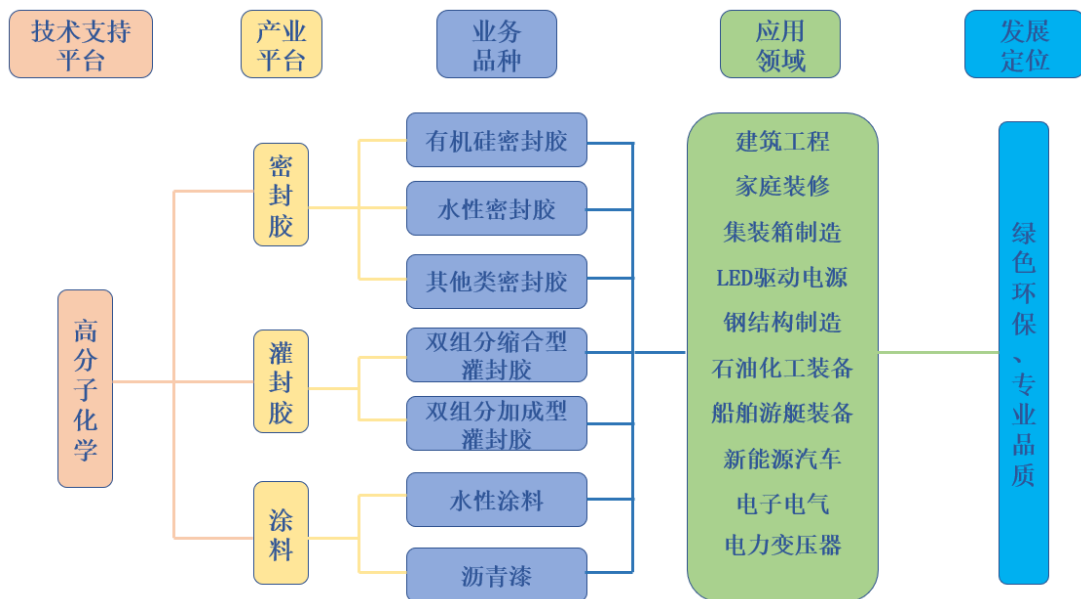 技术支持
平台
产业
平台
业务
品种
应用
领域
发展
定位
高分子化学
密封胶
灌封胶
涂料
有机硅密封胶
水性密封胶
其他类密封胶
双组分缩合型
灌封胶
双组分加成型
灌封胶
水性涂料
沥青漆
建筑工程
家庭装修
集装箱制造
LED驱动电源
钢结构制造
石油化工装备
船舶游艇装备
新能源汽车
电子电气
电力变压器
绿色环保、专业品质